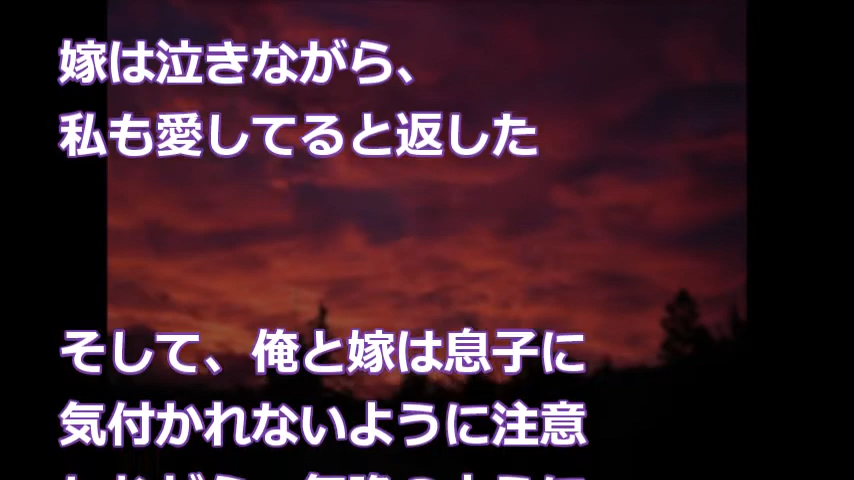 嫁は泣きながら、
私も愛してると返した
そして、俺と嫁は息子に
気付かれないように注意